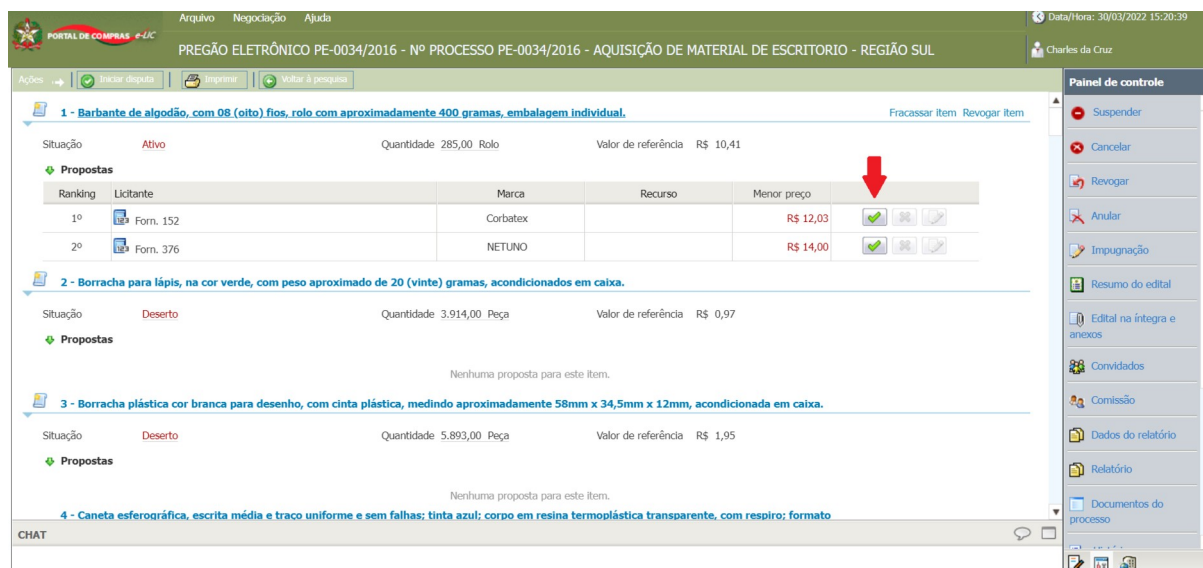 Arquivo Negociação Ajuda
Data/Hora: 30/03/2022 15:20:39
PORTAL DE COMPRAS e-LIC
PREGÃO ELETRÔNICO PE-0034/2016 - Nº PROCESSO PE-0034/2016 - AQUISIÇÃO DE MATERIAL DE ESCRITORIO - REGIÃO SUL
Charles da Cruz
Ações Iniciar disputa Imprimir Voltar à pesquisa
Painel de controle
1 - Barbante de algodão, com 08 (oito) fios, rolo com aproximadamente 400 gramas, embalagem individual. Fracassar item Revogar item
Situação Ativo Quantidade 285,00 Rolo Valor de referência R$ 10,41
Propostas
Ranking Licitante Marca Recurso Menor preço
1º Forn. 152 Corbatex R$ 12,03
2º Forn. 376 NETUNO R$ 14,00
2 - Borracha para lápis, na cor verde, com peso aproximado de 20 (vinte) gramas, acondicionados em caixa.
Situação Deserto Quantidade 3.914,00 Peça Valor de referência R$ 0,97
Propostas
Nenhuma proposta para este item.
3 - Borracha plástica cor branca para desenho, com cinta plástica, medindo aproximadamente 58mm x 34,5mm x 12mm, acondicionada em caixa.
Situação Deserto Quantidade 5.893,00 Peça Valor de referência R$ 1,95
Propostas
Nenhuma proposta para este item.
4 - Caneta esferográfica, escrita média e traço uniforme e sem falhas; tinta azul; corpo em resina termoplástica transparente, com respiro; formato
CHAT
Suspender
Cancelar
Revogar
Anular
Impugnação
Resumo do edital
Edital na íntegra e
anexos
Convidados
Comissão
Dados do relatório
Relatório
Documentos do
processo